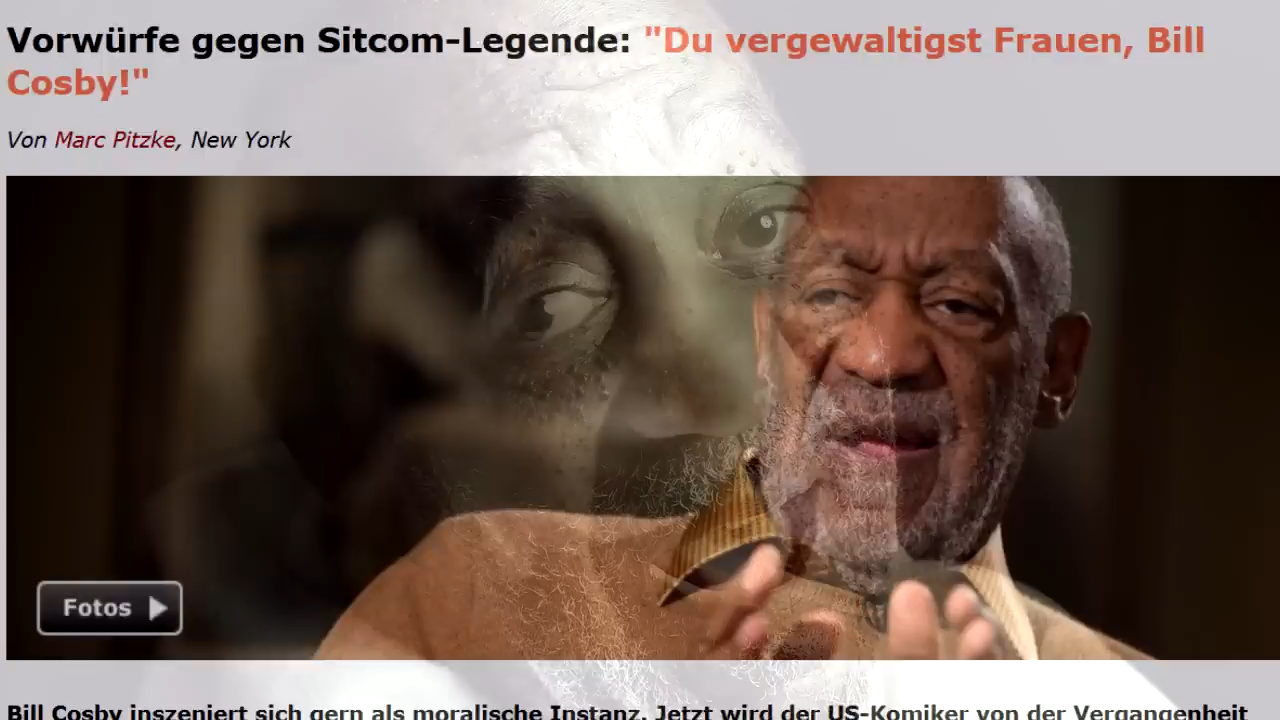 Vorwürfe gegen Sitcom-Legende: "Du vergewaltigst Frauen, Bill
Cosby!"
Von Marc Pitzke, New York
Fotos
Bill Cosby inszeniert sich gern als moralische Instanz. Jetzt wird der US-Komiker von der Vergangenheit